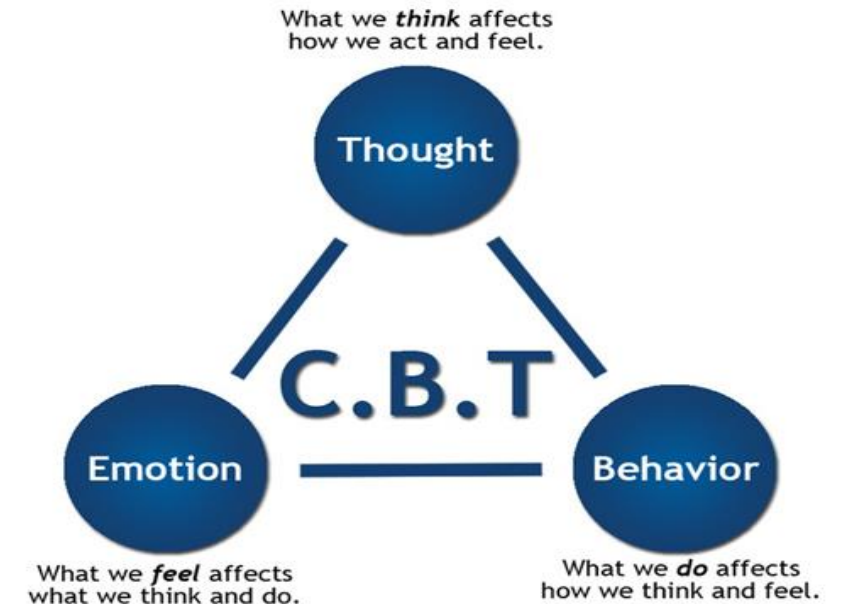 What we think affects
how we act and feel.
Thought
C.B.T
Emotion
Behavior
What we feel affects
what we think and do.
What we do affects
how we think and feel.